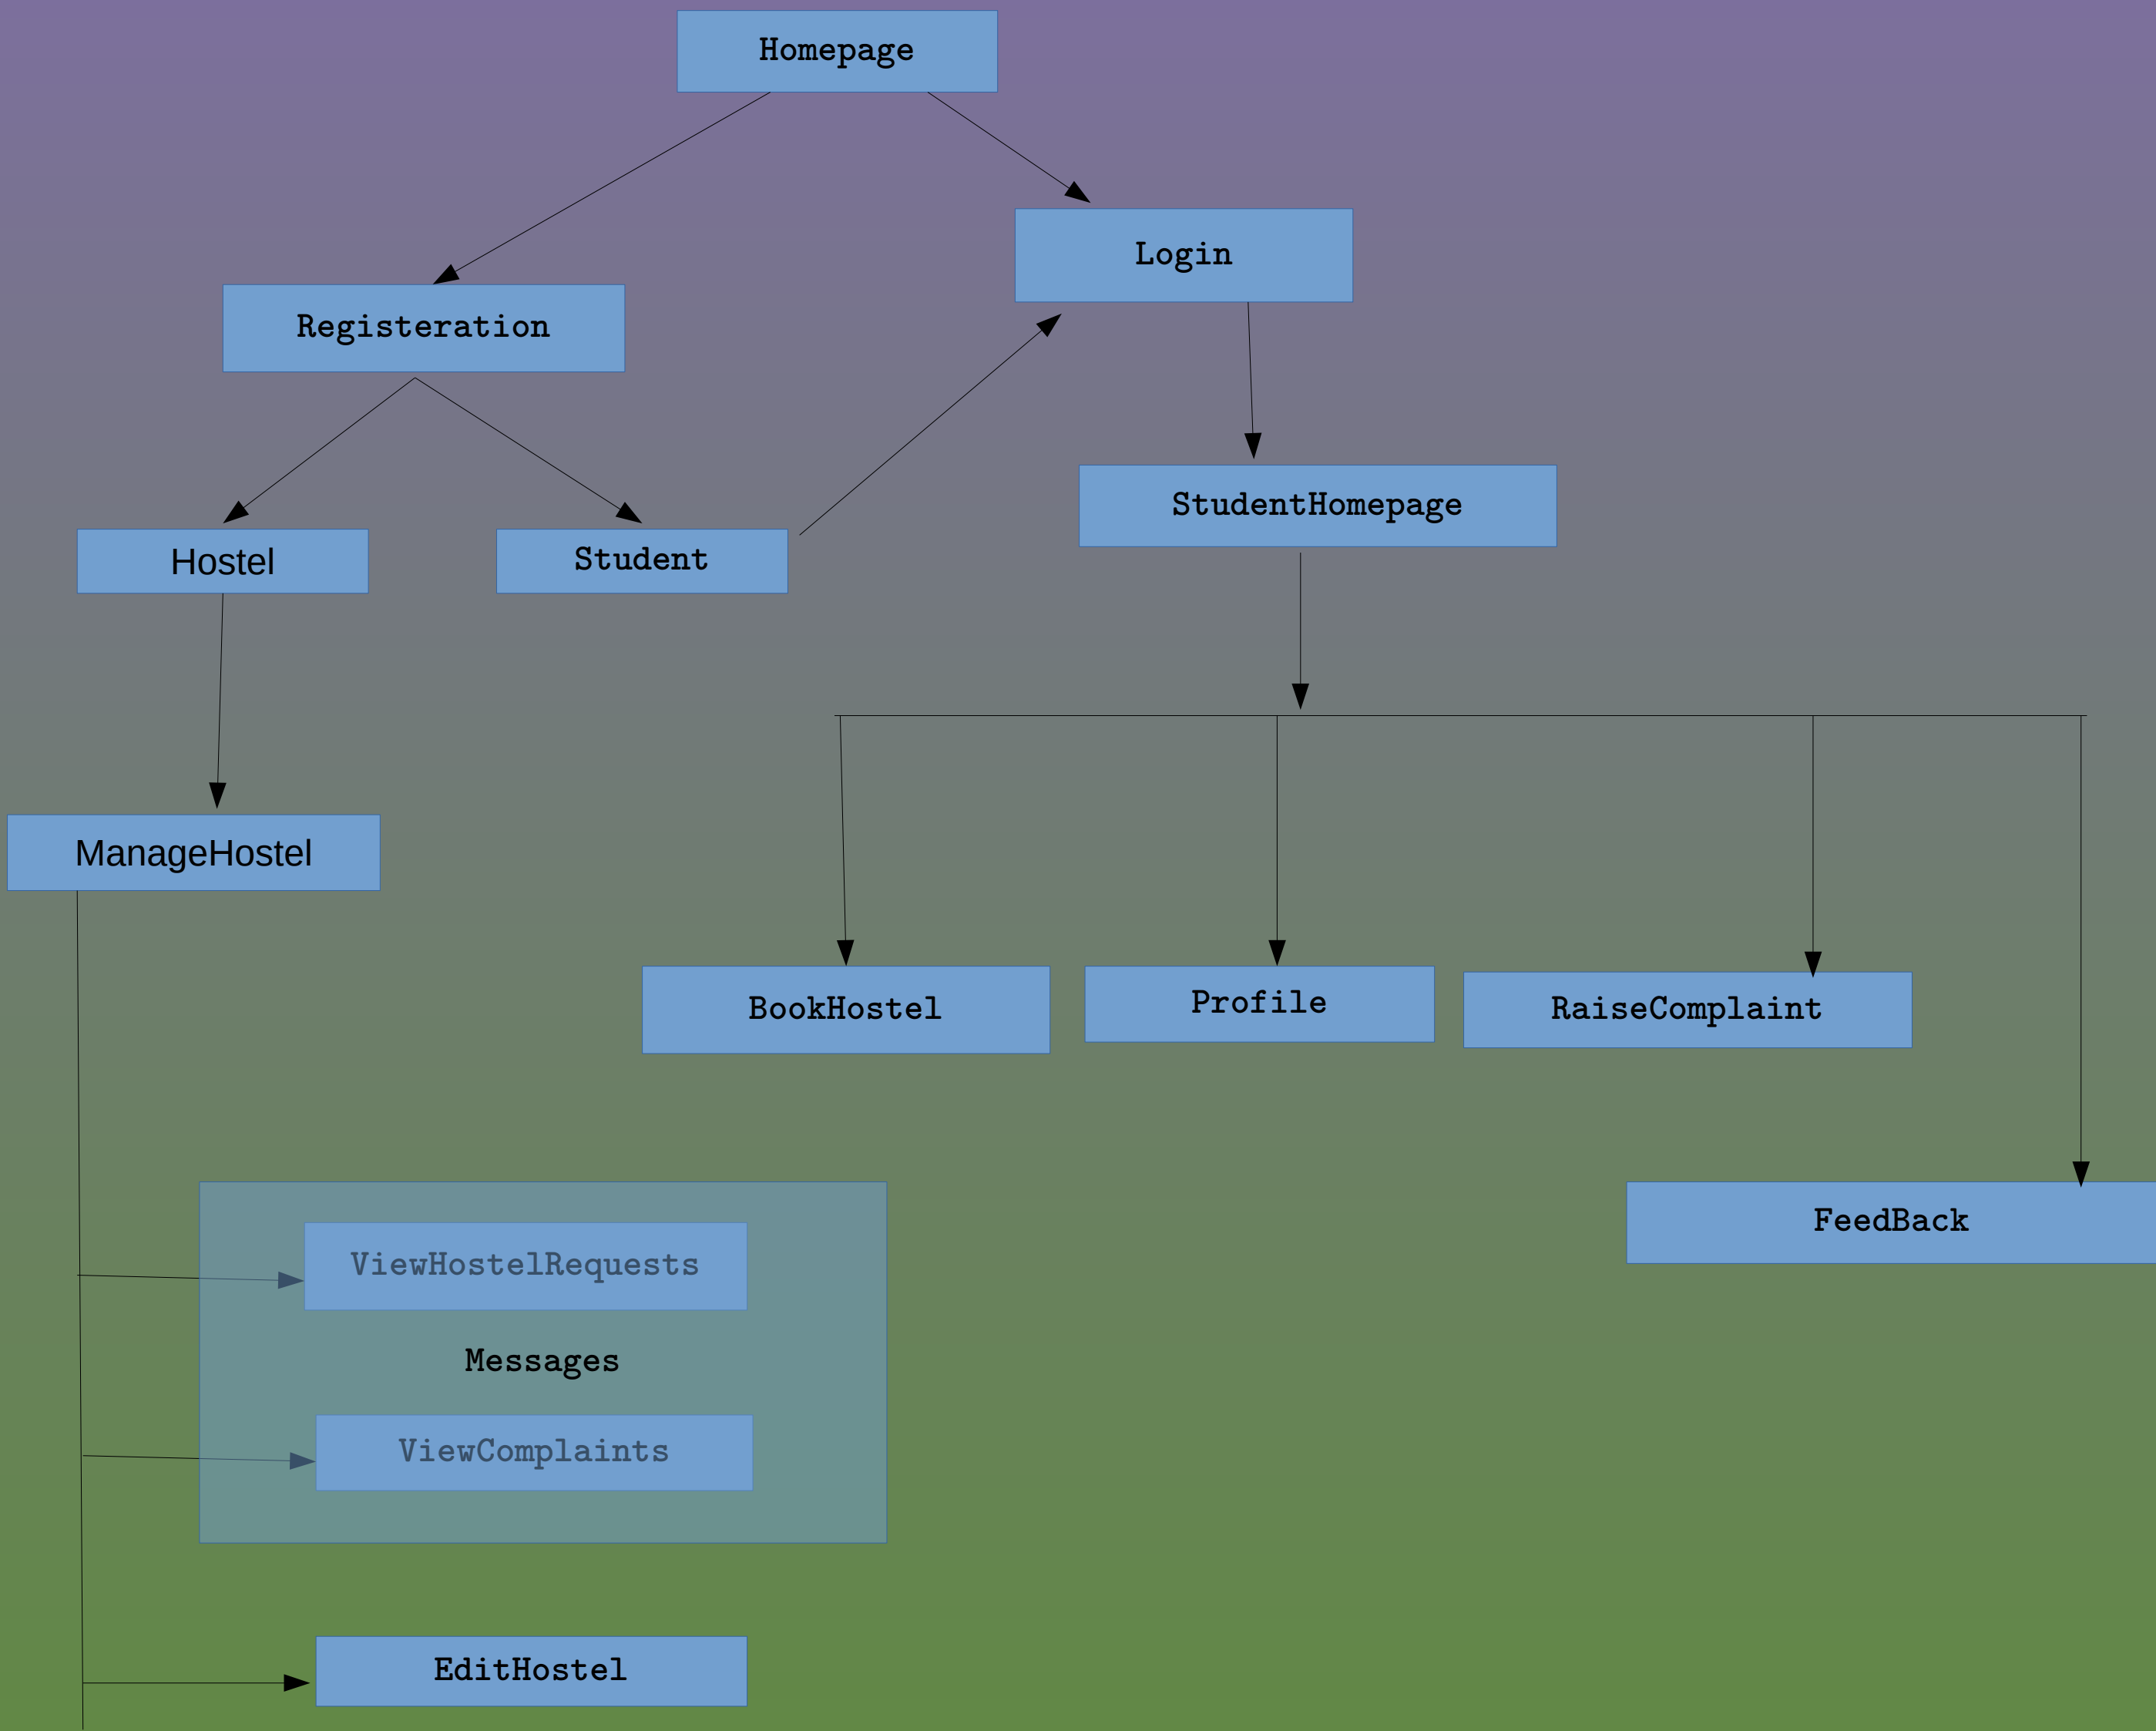 Homepage
Login
Registeration
StudentHomepage
Hostel
Student
ManageHostel
BookHostel
Profile
RaiseComplaint
FeedBack
ViewHostelRequests
Messages
ViewComplaints
EditHostel